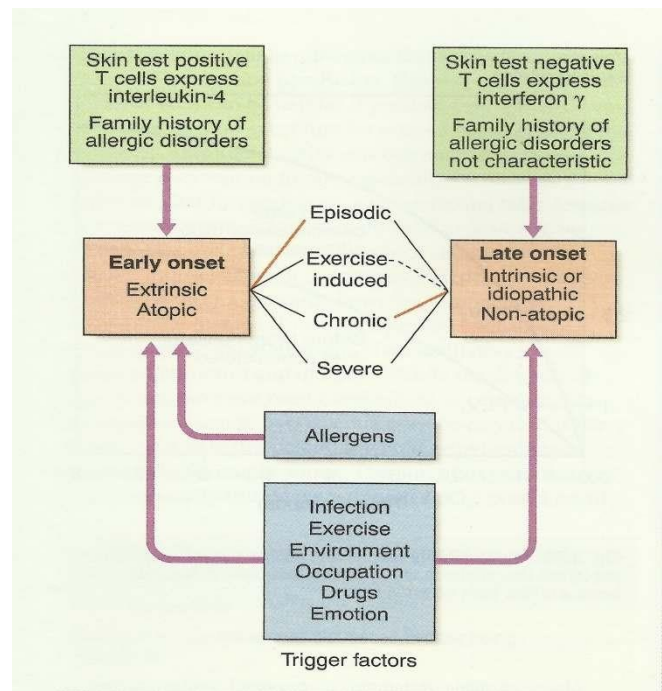 Skin test positive
T cells express
interleukin-4
Family history of
allergic disorders
Skin test negative
T cells express
interferon γ
Family history of
allergic disorders
not characteristic
Early onset
Extrinsic
Atopic
Episodic
Exercise-
induced
Chronic
Severe
Late onset
Intrinsic or
idiopathic
Non-atopic
Allergens
Infection
Exercise
Environment
Occupation
Drugs
Emotion
Trigger factors